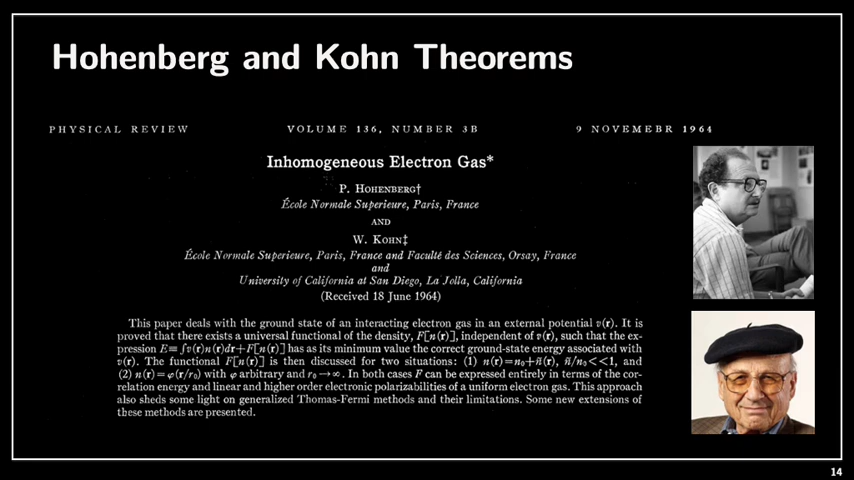 Hohenberg and Kohn Theorems
PHYSICAL REVIEW VOLUME 136, NUMBER 3B 9 NOVEMEBR 1964
Inhomogeneous Electron Gas*
P. HOHENBERG†
École Normale Superieure, Paris, France
AND
W. KOHN‡
École Normale Superieure, Paris, France and Faculté des Sciences, Orsay, France
and
University of California at San Diego, La Jolla, California
(Received 18 June 1964)
This paper deals with the ground state of an interacting electron gas in an external potential v(r). It is
proved that there exists a universal functional of the density, F[n(r)], independent of v(r), such that the ex-
pression E≡∫v(r)n(r)dr+F[n(r)] has as its minimum value the correct ground-state energy associated with
v(r). The functional F[n(r)] is then discussed for two situations: (1) n(r)=n₀+ñ(r), ñ/n₀<<1, and
(2) n(r)=φ(r/r₀) with φ arbitrary and r₀→∞. In both cases F can be expressed entirely in terms of the cor-
relation energy and linear and higher order electronic polarizabilities of a uniform electron gas. This approach
also sheds some light on generalized Thomas-Fermi methods and their limitations. Some new extensions of
these methods are presented.
14